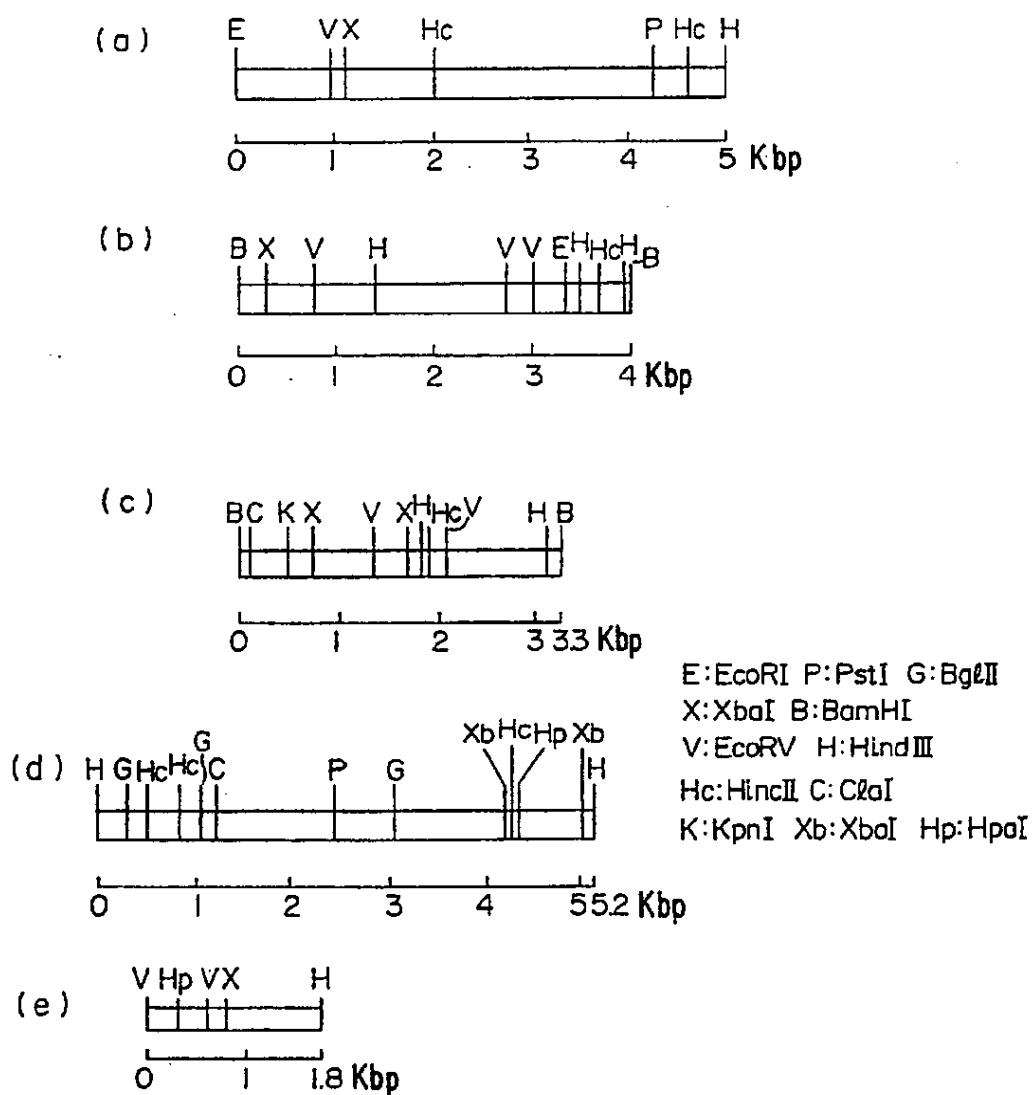 (a)
E V X Hc P Hc H
0 1 2 3 4 5 Kbp
(b)
B X V H V V E H Hc H B
0 1 2 3 4 Kbp
(c)
B C K X V X H Hc V H B
0 1 2 3 3.3 Kbp
E:EcoRI P:PstI G:BglII
X:XbaI B:BamHI
V:EcoRV H:HindIII
Hc:HincII C:ClaI
K:KpnI Xb:XbaI Hp:HpaI
(d)
H G Hc Hc G C P G Xb Hc Hp Xb H
0 1 2 3 4 5 5.2 Kbp
(e)
V Hp V X H
0 1 1.8 Kbp